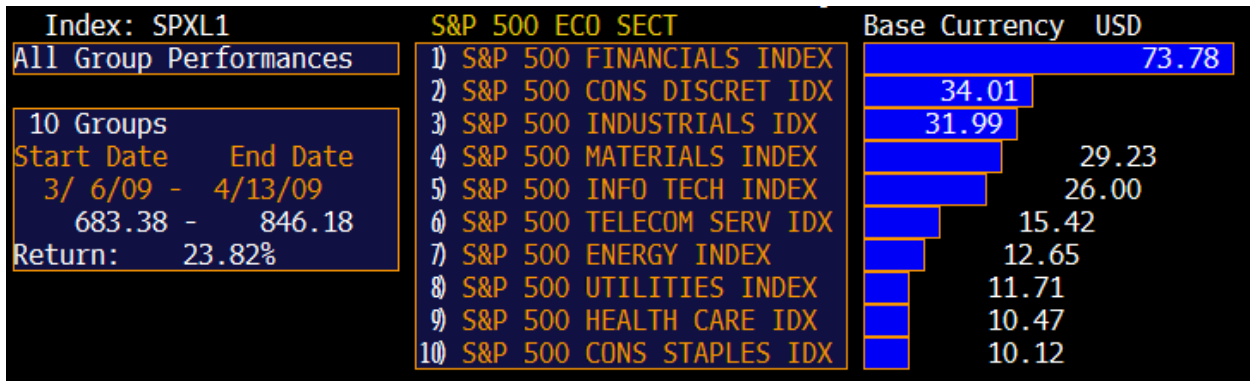 Index: SPXL1
S&P 500 ECO SECT
Base Currency USD
All Group Performances
1) S&P 500 FINANCIALS INDEX 73.78
2) S&P 500 CONS DISCRET IDX 34.01
10 Groups
3) S&P 500 INDUSTRIALS IDX 31.99
Start Date End Date
4) S&P 500 MATERIALS INDEX 29.23
3/ 6/09 - 4/13/09
5) S&P 500 INFO TECH INDEX 26.00
683.38 - 846.18
6) S&P 500 TELECOM SERV IDX 15.42
Return: 23.82%
7) S&P 500 ENERGY INDEX 12.65
8) S&P 500 UTILITIES INDEX 11.71
9) S&P 500 HEALTH CARE IDX 10.47
10) S&P 500 CONS STAPLES IDX 10.12